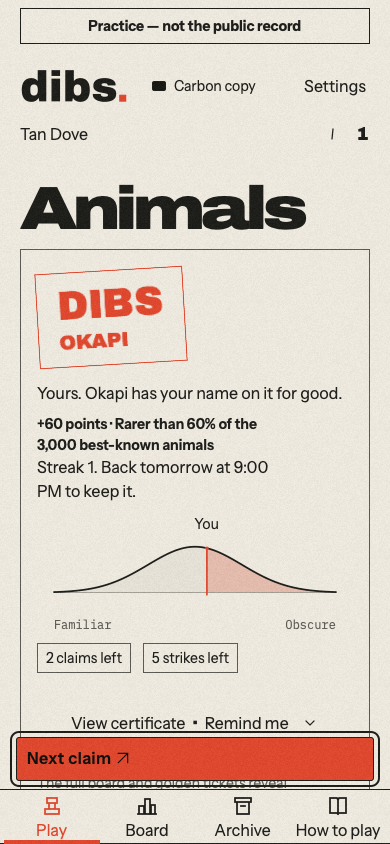 Practice — not the public record
dibs.
Carbon copy
Settings
Tan Dove
/ 1
Animals
DIBS
OKAPI
Yours. Okapi has your name on it for good.
+60 points · Rarer than 60% of the
3,000 best-known animals
Streak 1. Back tomorrow at 9:00
PM to keep it.
You
Familiar
Obscure
2 claims left
5 strikes left
View certificate ▪ Remind me
Next claim ↗
The full board and golden tickets reveal
Play
Board
Archive
How to play